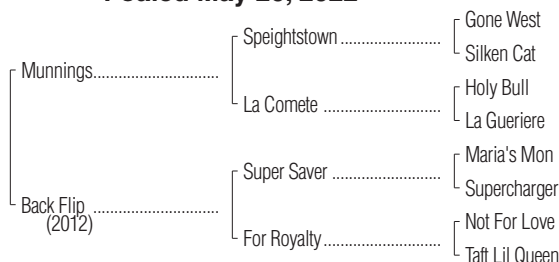 Foaled May 2022
Gone West
Speightstown
Silken Cat
Munnings
Holy Bull
La Comete
La Gueriere
Maria's Mon
Super Saver
Supercharger
Back Flip
(2012)
Not For Love
For Royalty
Taft Lil Queen